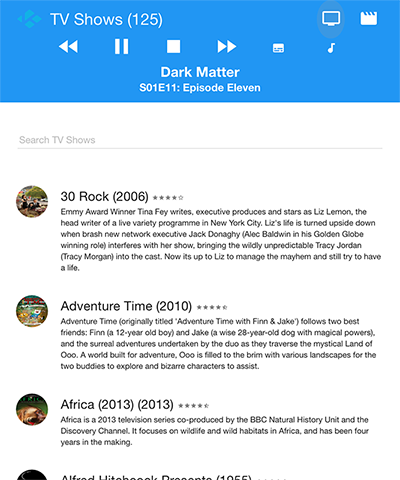 TV Shows (125)
Dark Matter
S01E11: Episode Eleven
Search TV Shows
30 Rock (2006)
Emmy Award Winner Tina Fey writes, executive produces and stars as Liz Lemon, the
head writer of a live variety programme in New York City. Liz's life is turned upside down
when brash new network executive Jack Donaghy (Alec Baldwin in his Golden Globe
winning role) interferes with her show, bringing the wildly unpredictable Tracy Jordan
(Tracy Morgan) into the cast. Now its up to Liz to manage the mayhem and still try to have
a life.
Adventure Time (2010)
Adventure Time (originally titled 'Adventure Time with Finn & Jake') follows two best
friends: Finn (a 12-year old boy) and Jake (a wise 28-year-old dog with magical powers),
and the surreal adventures undertaken by the duo as they traverse the mystical Land of
Ooo. A world built for adventure, Ooo is filled to the brim with various landscapes for the
two buddies to explore and bizarre characters to assist.
Africa (2013) (2013)
Africa is a 2013 television series co-produced by the BBC Natural History Unit and the
Discovery Channel. It focuses on wildlife and wild habitats in Africa, and has been four
years in the making.
Alfred Hitchcock Presents (1955)